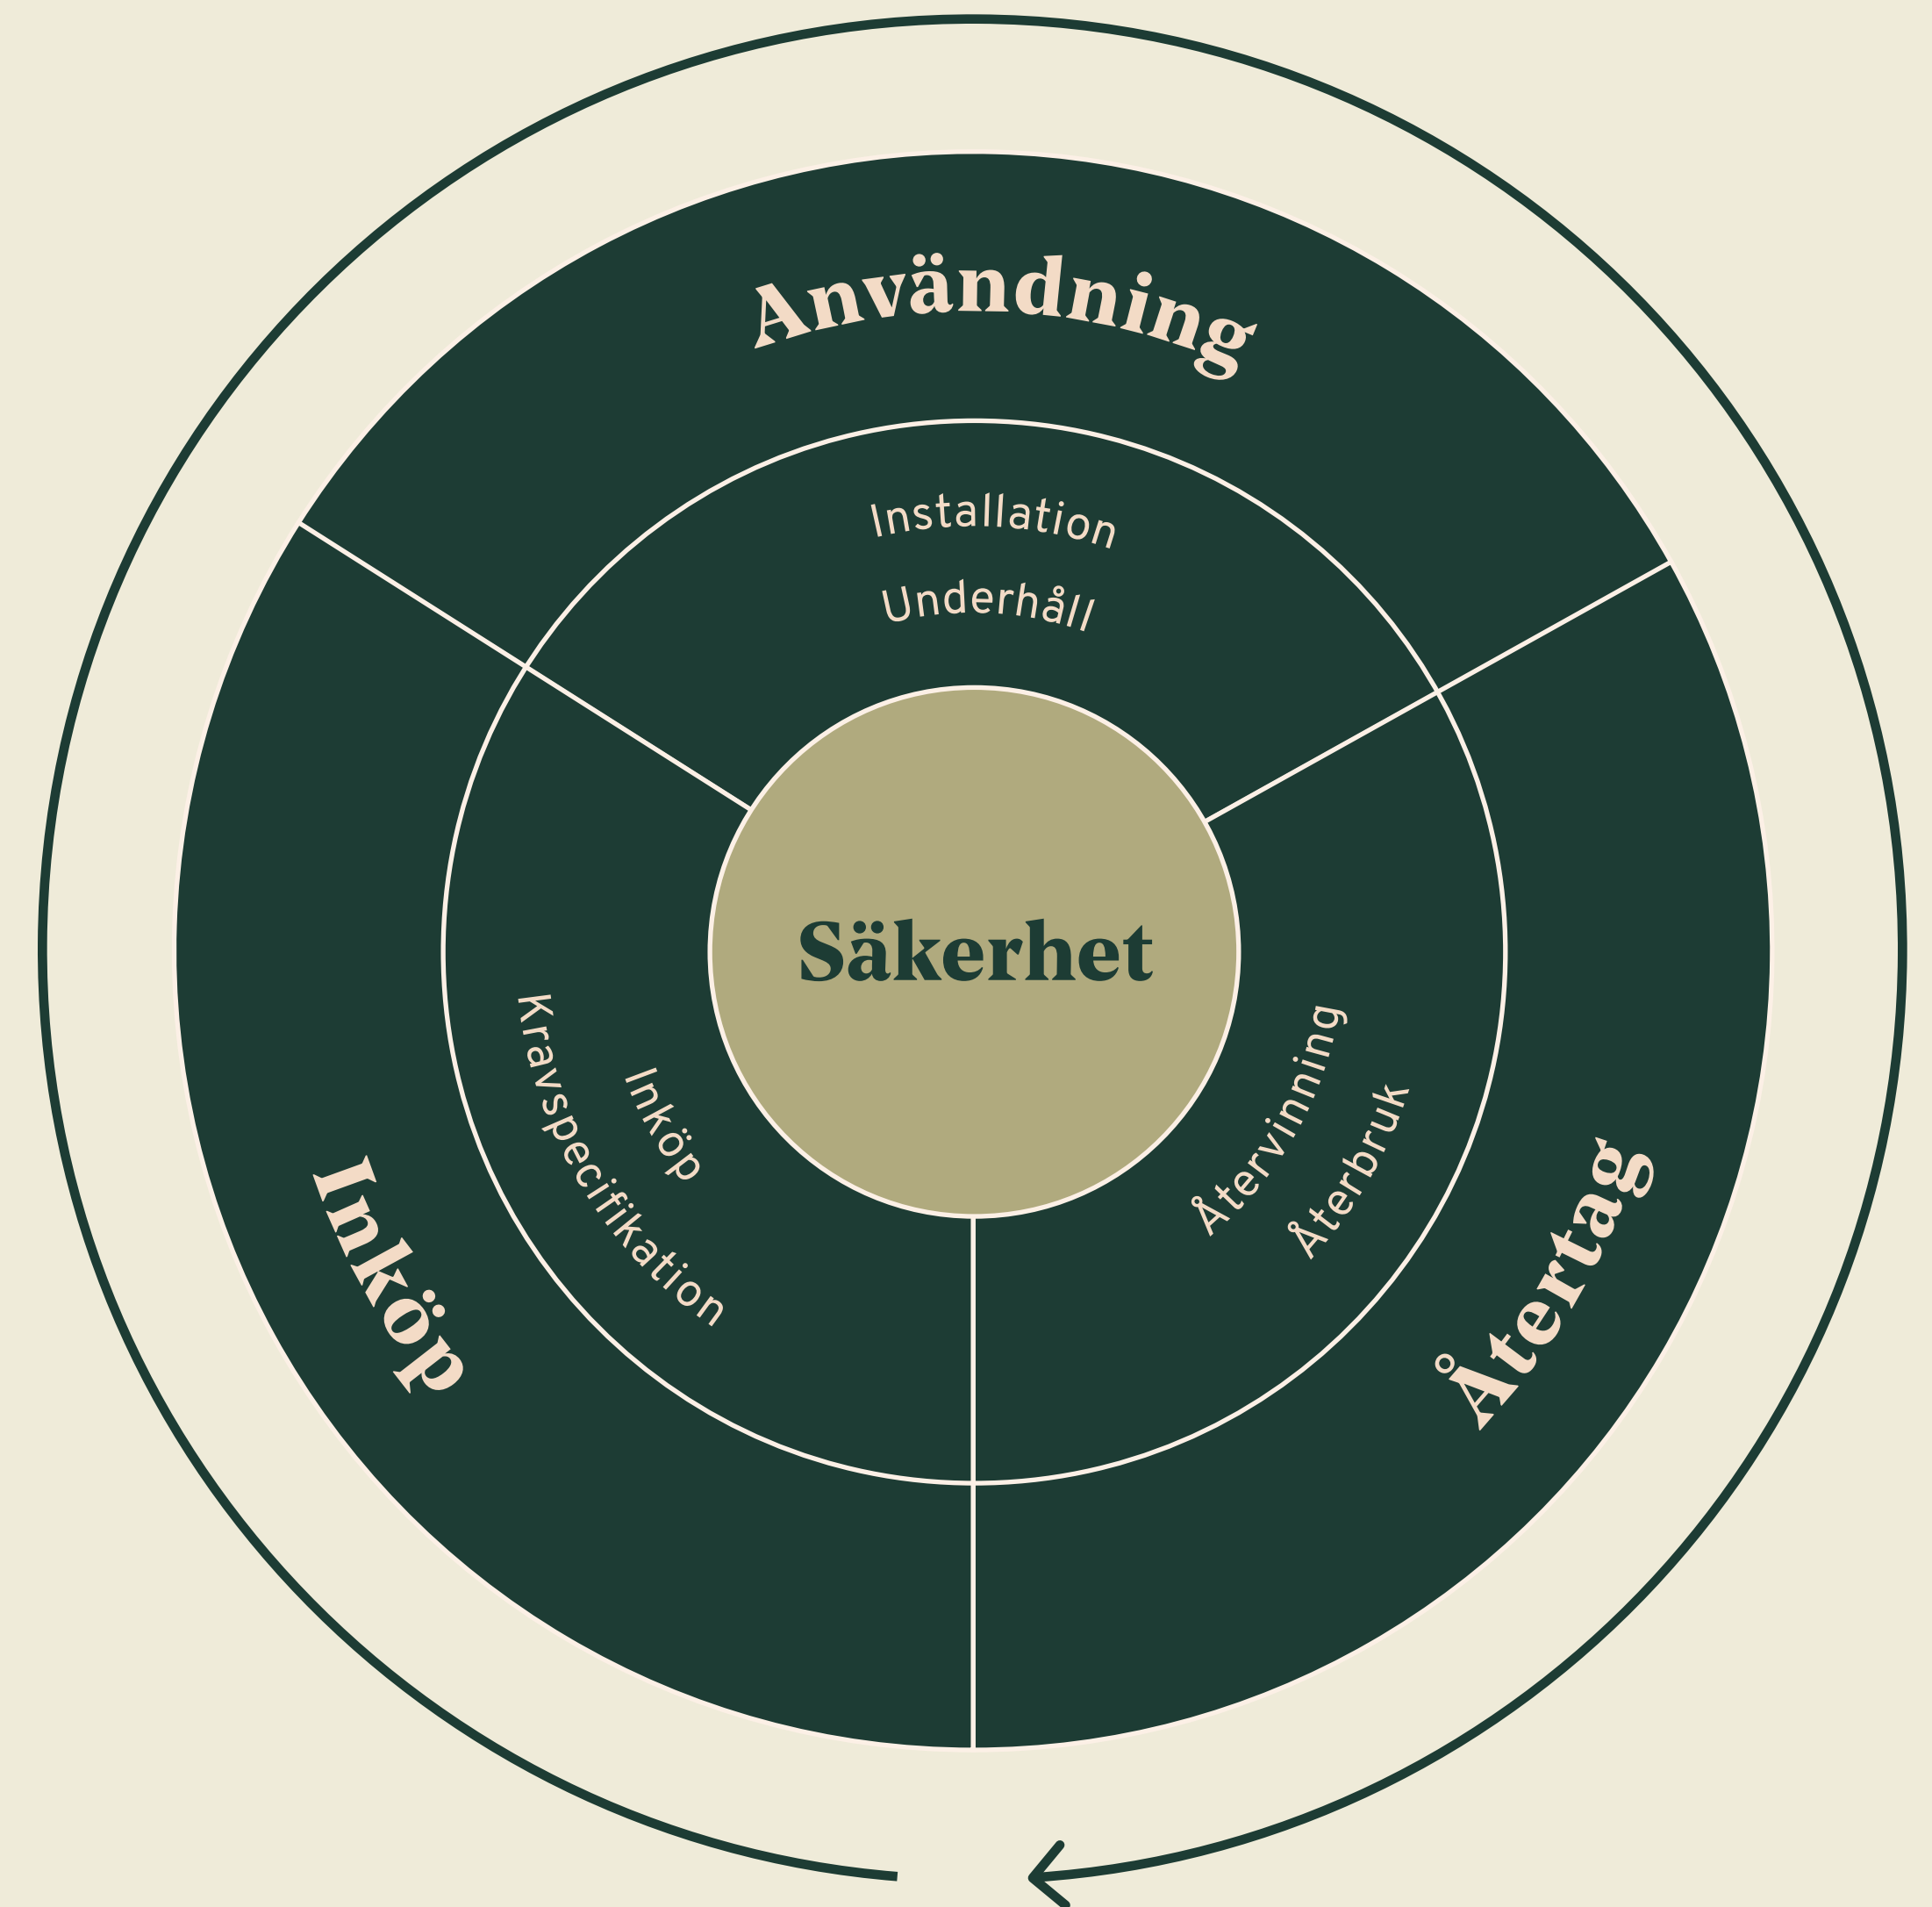 Användning
Installation
Underhåll
Säkerhet
Kravspecifikation
Inköp
Inköp
Återvinning
Återbruk
Återtag